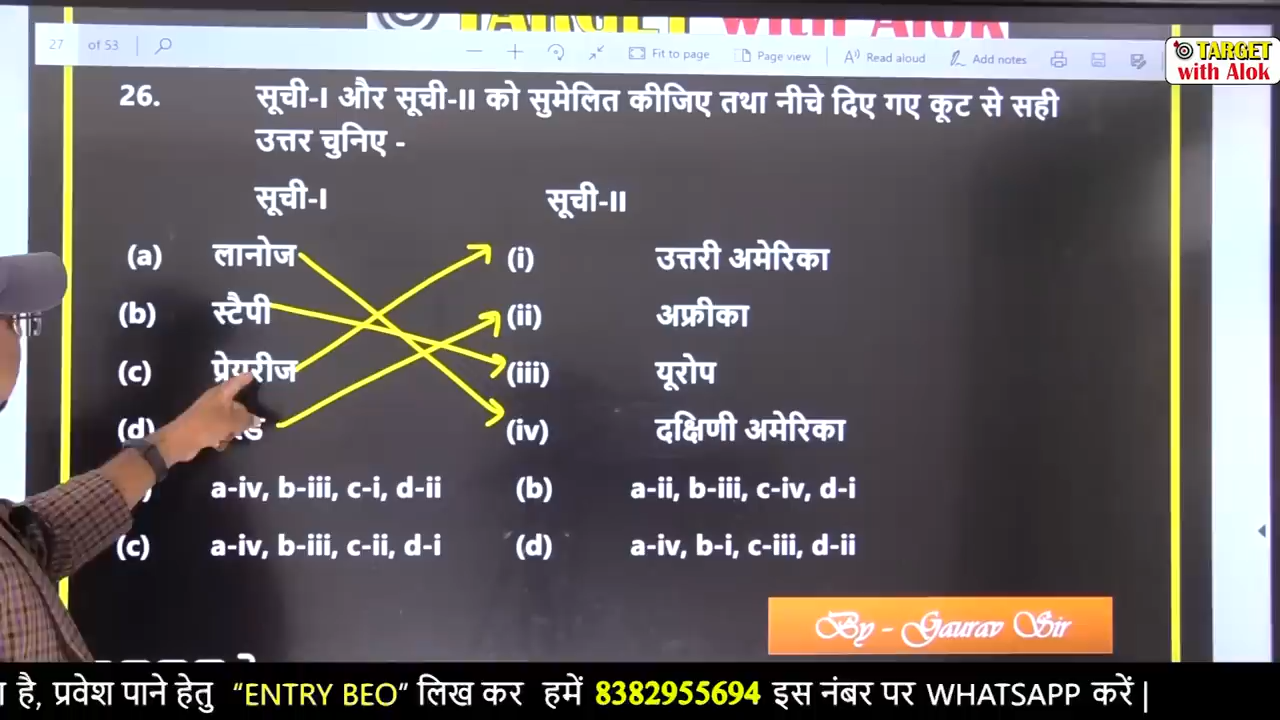 TARGET with Alok
27 of 53 Fit to page Page view Read aloud Add notes
TARGET
with Alok
26. सूची-I और सूची-II को सुमेलित कीजिए तथा नीचे दिए गए कूट से सही
उत्तर चुनिए -
सूची-I सूची-II
(a) लानोज (i) उत्तरी अमेरिका
(b) स्टैपी (ii) अफ्रीका
(c) प्रेयरीज (iii) यूरोप
(d) (iv) दक्षिणी अमेरिका
a-iv, b-iii, c-i, d-ii (b) a-ii, b-iii, c-iv, d-i
(c) a-iv, b-iii, c-ii, d-i (d) a-iv, b-i, c-iii, d-ii
By - Gaurav Sir
है, प्रवेश पाने हेतु “ENTRY BEO” लिख कर हमें 8382955694 इस नंबर पर WHATSAPP करें |